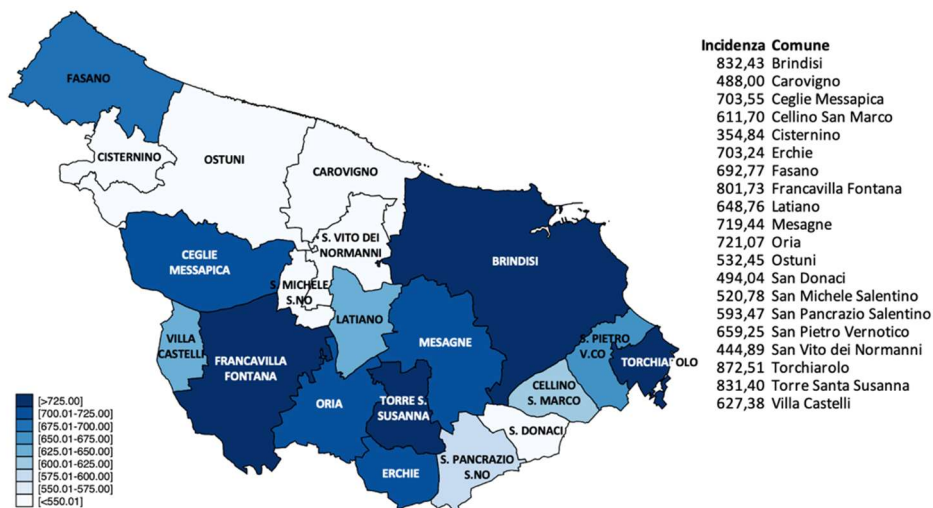 FASANO
CISTERNINO
OSTUNI
CAROVIGNO
S. VITO DEI
NORMANNI
CEGLIE
MESSAPICA
BRINDISI
S. MICHELE
S.NO
LATIANO
VILLA
CASTELLI
MESAGNE
S. PIETRO
V.CO
TORCHIAROLO
FRANCAVILLA
FONTANA
CELLINO
S. MARCO
ORIA
TORRE S.
SUSANNA
S. DONACI
S. PANCRAZIO
S.NO
ERCHIE
[>725.00]
[700.01-725.00]
[675.01-700.00]
[650.01-675.00]
[625.01-650.00]
[600.01-625.00]
[575.01-600.00]
[550.01-575.00]
[<550.01]
Incidenza Comune
832,43 Brindisi
488,00 Carovigno
703,55 Ceglie Messapica
611,70 Cellino San Marco
354,84 Cisternino
703,24 Erchie
692,77 Fasano
801,73 Francavilla Fontana
648,76 Latiano
719,44 Mesagne
721,07 Oria
532,45 Ostuni
494,04 San Donaci
520,78 San Michele Salentino
593,47 San Pancrazio Salentino
659,25 San Pietro Vernotico
444,89 San Vito dei Normanni
872,51 Torchiarolo
831,40 Torre Santa Susanna
627,38 Villa Castelli